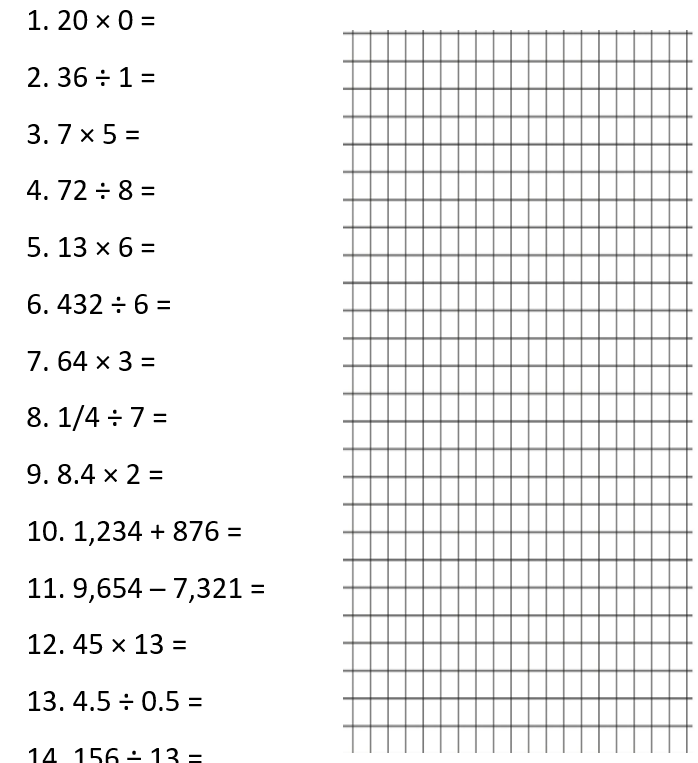 1. 20 × 0 =
2. 36 ÷ 1 =
3. 7 × 5 =
4. 72 ÷ 8 =
5. 13 × 6 =
6. 432 ÷ 6 =
7. 64 × 3 =
8. 1/4 ÷ 7 =
9. 8.4 × 2 =
10. 1,234 + 876 =
11. 9,654 – 7,321 =
12. 45 × 13 =
13. 4.5 ÷ 0.5 =
14. 156 ÷ 13 =